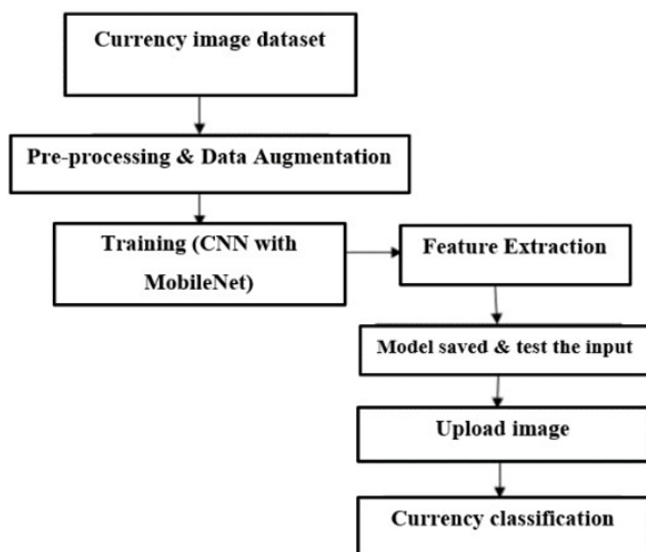 Currency image dataset
Pre-processing & Data Augmentation
Training (CNN with
MobileNet)
Feature Extraction
Model saved & test the input
Upload image
Currency classification